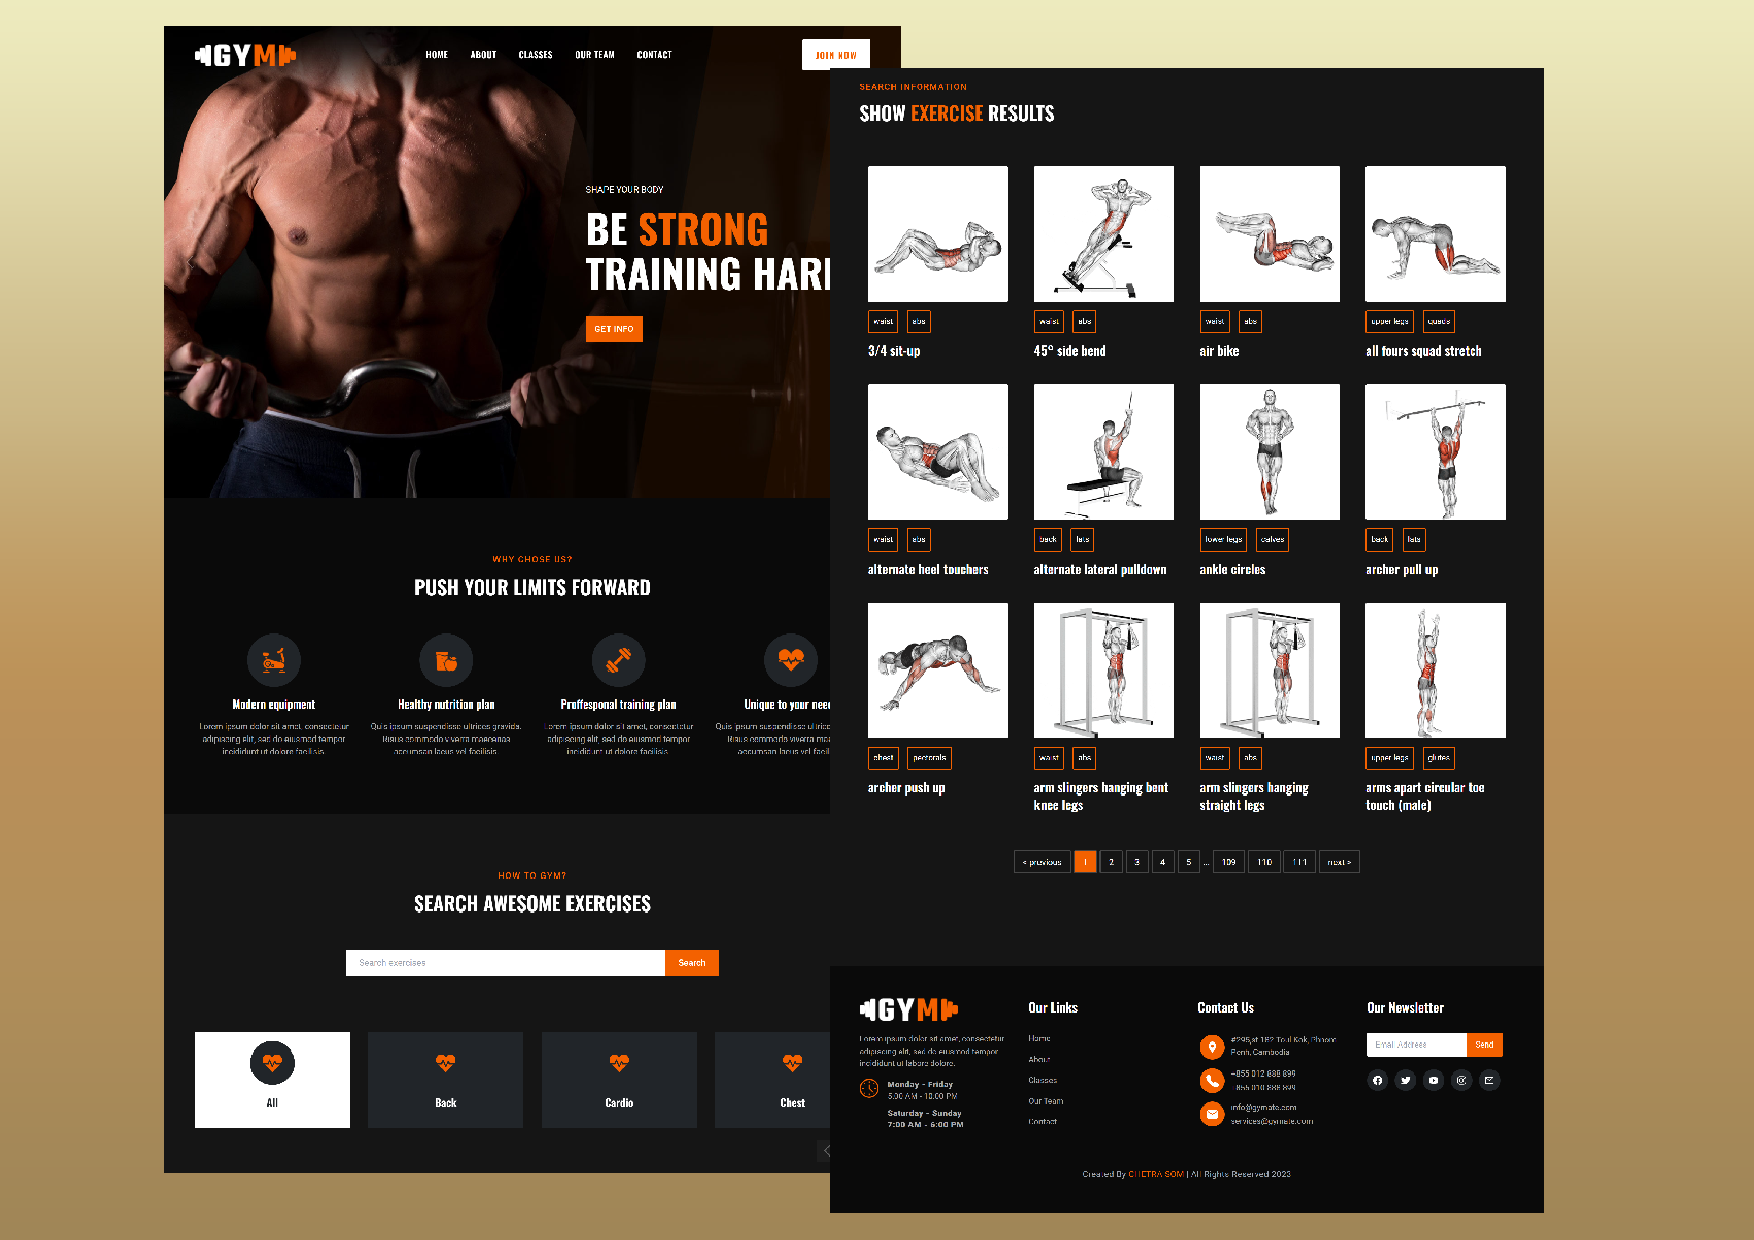 GYM
HOME ABOUT CLASSES OUR TEAM CONTACT
JOIN NOW
SHAPE YOUR BODY
BE STRONG
TRAINING HARD
GET INFO
WHY CHOSE US?
PUSH YOUR LIMITS FORWARD
Modern equipment
Lorem ipsum dolor sit amet, consectetur
adipiscing elit, sed do eiusmod tempor
incididunt ut dolore facilisis.
Healthy nutrition plan
Quis ipsum suspendisse ultrices gravida.
Risus commodo viverra maecenas
accumsan lacus vel facilisis.
Proffesponal training plan
Lorem ipsum dolor sit amet, consectetur
adipiscing elit, sed do eiusmod tempor
incididunt ut dolore facilisis.
Unique to your nee
Quis ipsum suspendisse ultric
Risus commodo viverra mae
accumsan lacus vel facil
HOW TO GYM?
SEARCH AWESOME EXERCISES
Search exercises
Search
All
Back
Cardio
Chest
SEARCH INFORMATION
SHOW EXERCISE RESULTS
waist abs
3/4 sit-up
waist abs
45° side bend
waist abs
air bike
upper legs quads
all fours squad stretch
waist abs
alternate heel touchers
back lats
alternate lateral pulldown
lower legs calves
ankle circles
back lats
archer pull up
chest pectorals
archer push up
waist abs
arm slingers hanging bent
knee legs
waist abs
arm slingers hanging
straight legs
upper legs glutes
arms apart circular toe
touch (male)
< previous 1 2 3 4 5 ... 109 110 111 next >
GYM
Lorem ipsum dolor sit amet, consectetur
adipiscing elit, sed do eiusmod tempor
incididunt ut labore dolore.
Monday - Friday
5:00 AM - 10:00 PM
Saturday - Sunday
7:00 AM - 6:00 PM
Our Links
Home
About
Classes
Our Team
Contact
Contact Us
#295,st 182 Toul Kok, Phnom
Penh, Cambodia
+855 012 888 899
+855 010 888 899
info@gymate.com
services@gymate.com
Our Newsletter
Email Address
Send
Created By CHETRA SOM | All Rights Reserved 2023